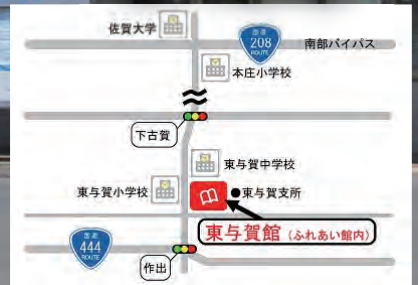 佐賀大学
国道
208
ROUTE
南部バイパス
本庄小学校
下古賀
東与賀中学校
東与賀小学校
●東与賀支所
東与賀館（ふれあい館内）
国道
444
ROUTE
作出